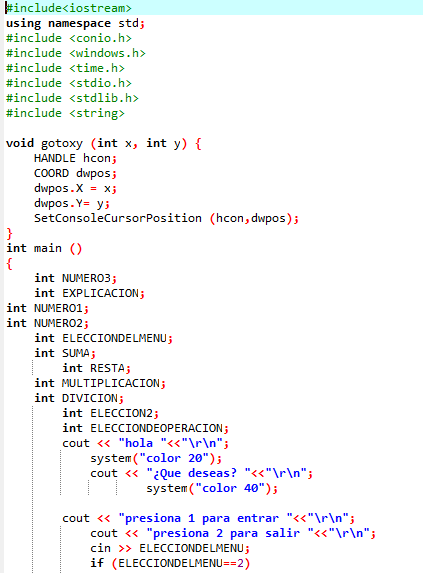 #include<iostream>
using namespace std;
#include <conio.h>
#include <windows.h>
#include <time.h>
#include <stdio.h>
#include <stdlib.h>
#include <string>
void gotoxy (int x, int y) {
HANDLE hcon;
COORD dwpos;
dwpos.X = x;
dwpos.Y= y;
SetConsoleCursorPosition (hcon,dwpos);
}
int main ()
{
int NUMERO3;
int EXPLICACION;
int NUMERO1;
int NUMERO2;
int ELECCIONDELMENU;
int SUMA;
int RESTA;
int MULTIPLICACION;
int DIVICION;
int ELECCION2;
int ELECCIONDEOPERACION;
cout << "hola "<<"\r\n";
system("color 20");
cout << "¿Que deseas? "<<"\r\n";
system("color 40");
cout << "presiona 1 para entrar "<<"\r\n";
cout << "presiona 2 para salir "<<"\r\n";
cin >> ELECCIONDELMENU;
if (ELECCIONDELMENU==2)